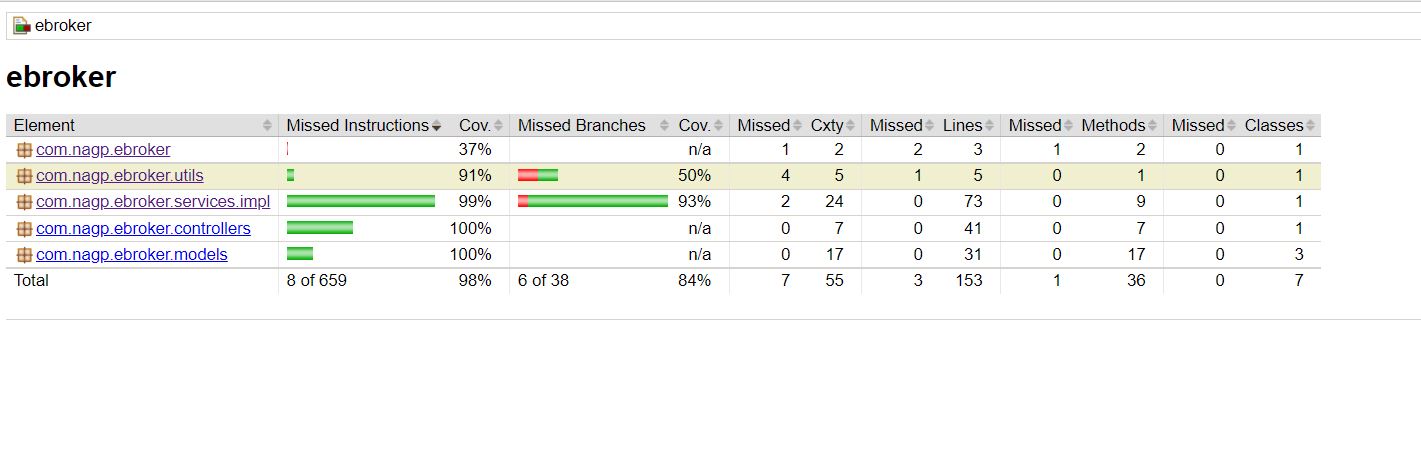 ebroker
ebroker
Element Missed Instructions Cov. Missed Branches Cov. Missed Cxty Missed Lines Missed Methods Missed Classes
com.nagp.ebroker 37% n/a 1 2 2 3 1 2 0 1
com.nagp.ebroker.utils 91% 50% 4 5 1 5 0 1 0 1
com.nagp.ebroker.services.impl 99% 93% 2 24 0 73 0 9 0 1
com.nagp.ebroker.controllers 100% n/a 0 7 0 41 0 7 0 1
com.nagp.ebroker.models 100% n/a 0 17 0 31 0 17 0 3
Total 8 of 659 98% 6 of 38 84% 7 55 3 153 1 36 0 7